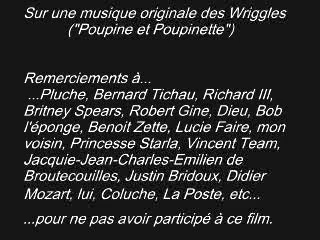 Sur une musique originale des Wriggles
("Poupine et Poupinette")
Remerciements à...
...Pluche, Bernard Tichau, Richard III,
Britney Spears, Robert Gine, Dieu, Bob
l'éponge, Benoit Zette, Lucie Faire, mon
voisin, Princesse Starla, Vincent Team,
Jacquie-Jean-Charles-Emilien de
Broutecouilles, Justin Bridoux, Didier
Mozart, lui, Coluche, La Poste, etc...
...pour ne pas avoir participé à ce film.